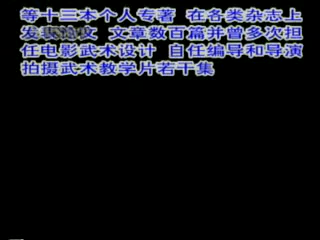 等十三本个人专著 在各类杂志上
发表论文 文章数百篇并曾多次担
任电影武术设计 自任编导和导演
拍摄武术教学片若干集